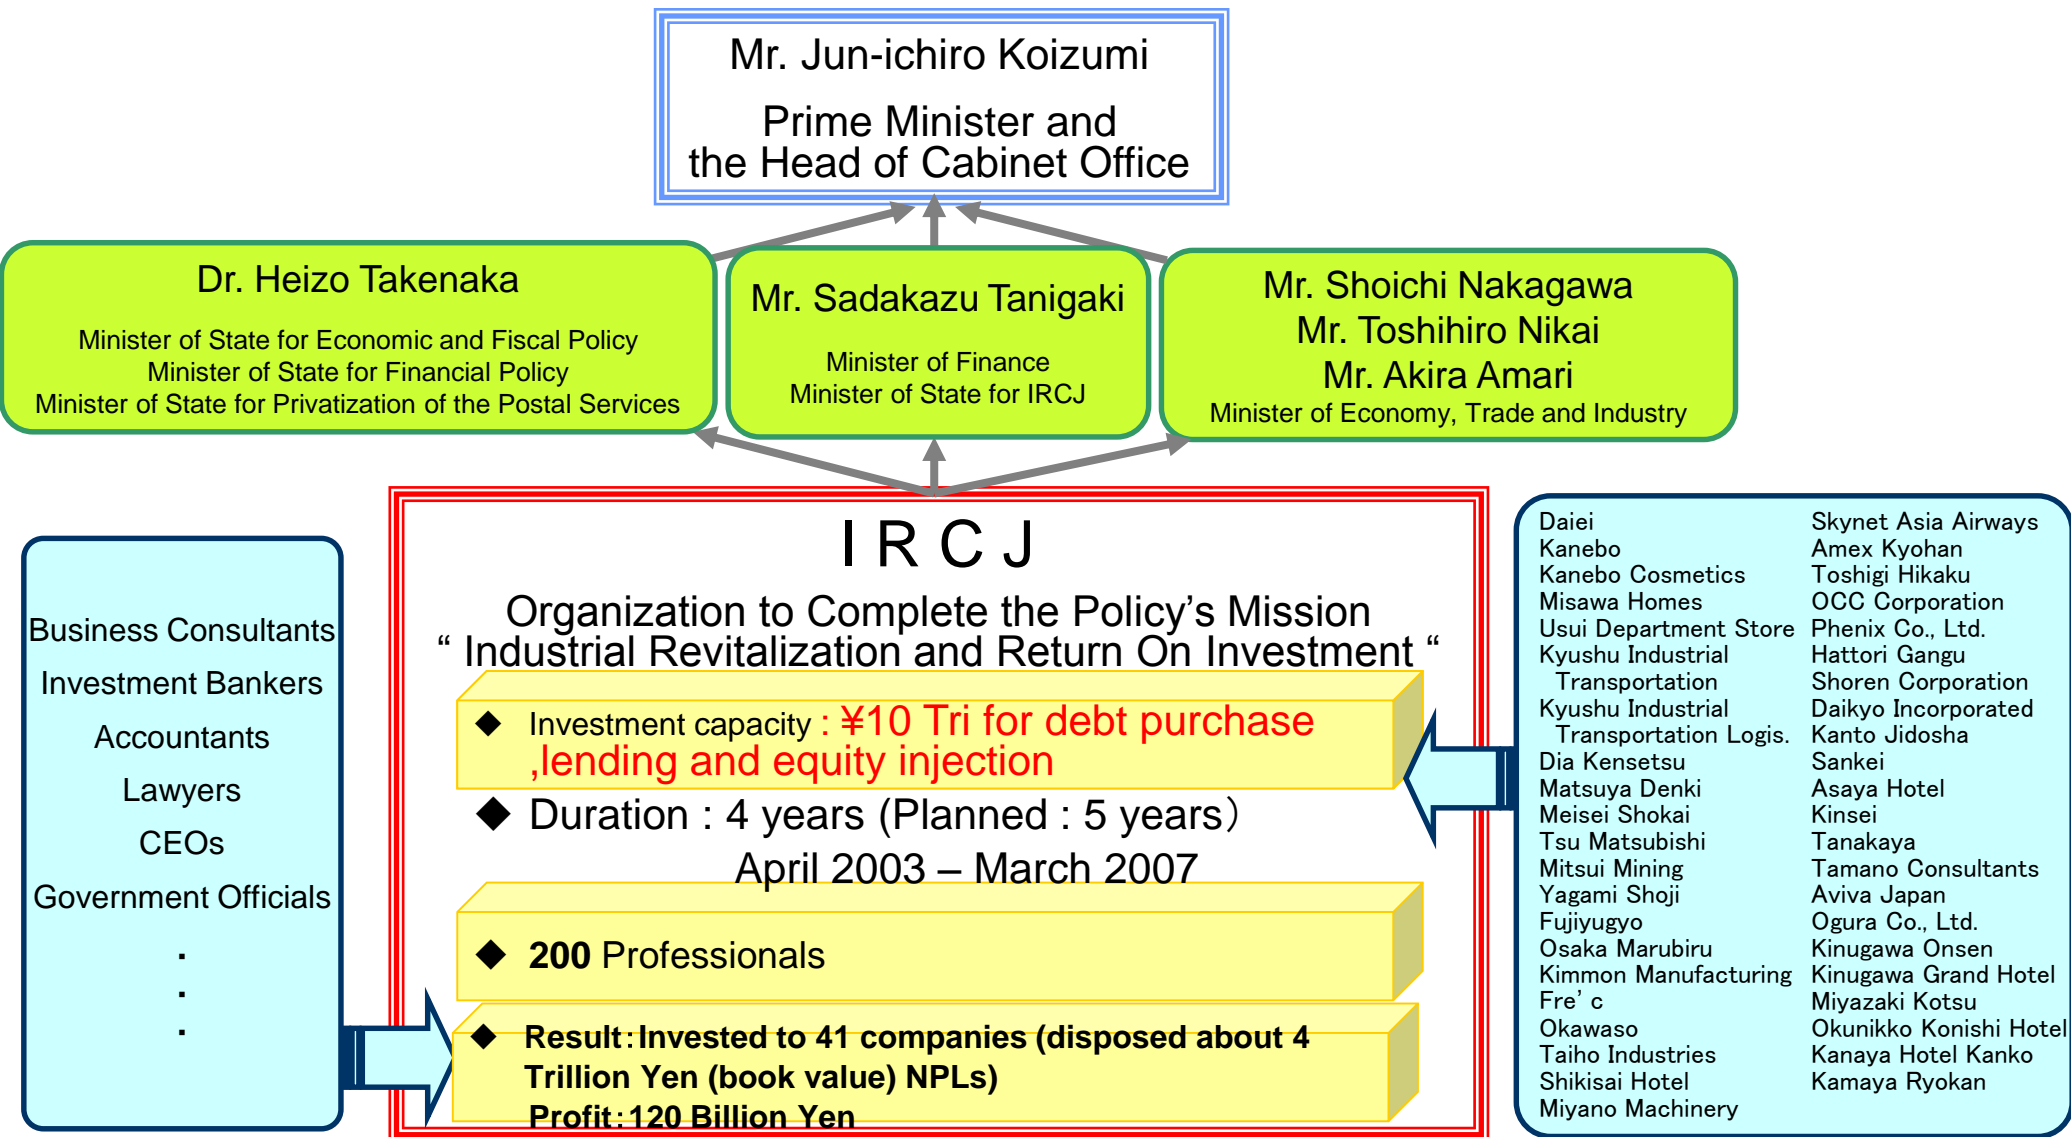 Mr. Jun-ichiro Koizumi
Prime Minister and
the Head of Cabinet Office
Dr. Heizo Takenaka
Minister of State for Economic and Fiscal Policy
Minister of State for Financial Policy
Minister of State for Privatization of the Postal Services
Mr. Sadakazu Tanigaki
Minister of Finance
Minister of State for IRCJ
Mr. Shoichi Nakagawa
Mr. Toshihiro Nikai
Mr. Akira Amari
Minister of Economy, Trade and Industry
Business Consultants
Investment Bankers
Accountants
Lawyers
CEOs
Government Officials
.
.
.
I R C J
Organization to Complete the Policy’s Mission
“ Industrial Revitalization and Return On Investment “
◆ Investment capacity : ¥10 Tri for debt purchase
,lending and equity injection
◆ Duration : 4 years (Planned : 5 years）
April 2003 – March 2007
◆ 200 Professionals
◆ Result：Invested to 41 companies (disposed about 4
Trillion Yen (book value) NPLs)
Profit：120 Billion Yen
Daiei
Kanebo
Kanebo Cosmetics
Misawa Homes
Usui Department Store
Kyushu Industrial
Transportation
Kyushu Industrial
Transportation Logis.
Dia Kensetsu
Matsuya Denki
Meisei Shokai
Tsu Matsubishi
Mitsui Mining
Yagami Shoji
Fujiyugyo
Osaka Marubiru
Kimmon Manufacturing
Fre’ c
Okawaso
Taiho Industries
Shikisai Hotel
Miyano Machinery
Skynet Asia Airways
Amex Kyohan
Toshigi Hikaku
OCC Corporation
Phenix Co., Ltd.
Hattori Gangu
Shoren Corporation
Daikyo Incorporated
Kanto Jidosha
Sankei
Asaya Hotel
Kinsei
Tanakaya
Tamano Consultants
Aviva Japan
Ogura Co., Ltd.
Kinugawa Onsen
Kinugawa Grand Hotel
Miyazaki Kotsu
Okunikko Konishi Hotel
Kanaya Hotel Kanko
Kamaya Ryokan